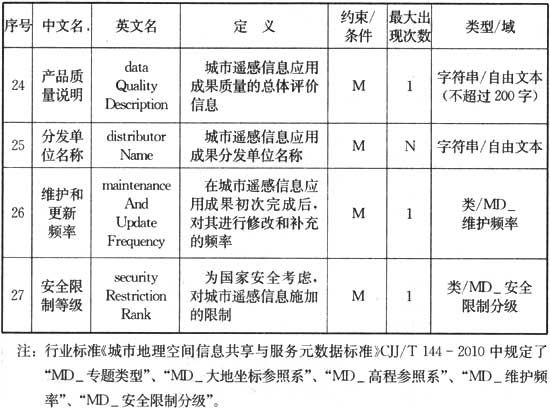 序号 中文名 英文名 定 义 约束/条件 最大出现次数 类型/域
24 产品质量说明 data Quality Description 城市遥感信息应用成果质量的总体评价信息 M 1 字符串/自由文本(不超过200字)
25 分发单位名称 distributor Name 城市遥感信息应用成果分发单位名称 M N 字符串/自由文本
26 维护和更新频率 maintenance And Update Frequency 在城市遥感信息应用成果初次完成后,对其进行修改和补充的频率 M 1 类/MD_维护频率
27 安全限制等级 security Restriction Rank 为国家安全考虑,对城市遥感信息施加的限制 M 1 类/MD_安全限制分级
注:行业标准《城市地理空间信息共享与服务元数据标准》CJJ/T 144-2010中规定了
“MD_专题类型”、“MD_大地坐标参照系”、“MD_高程参照系”、“MD_维护频
率”、“MD_安全限制分级”。